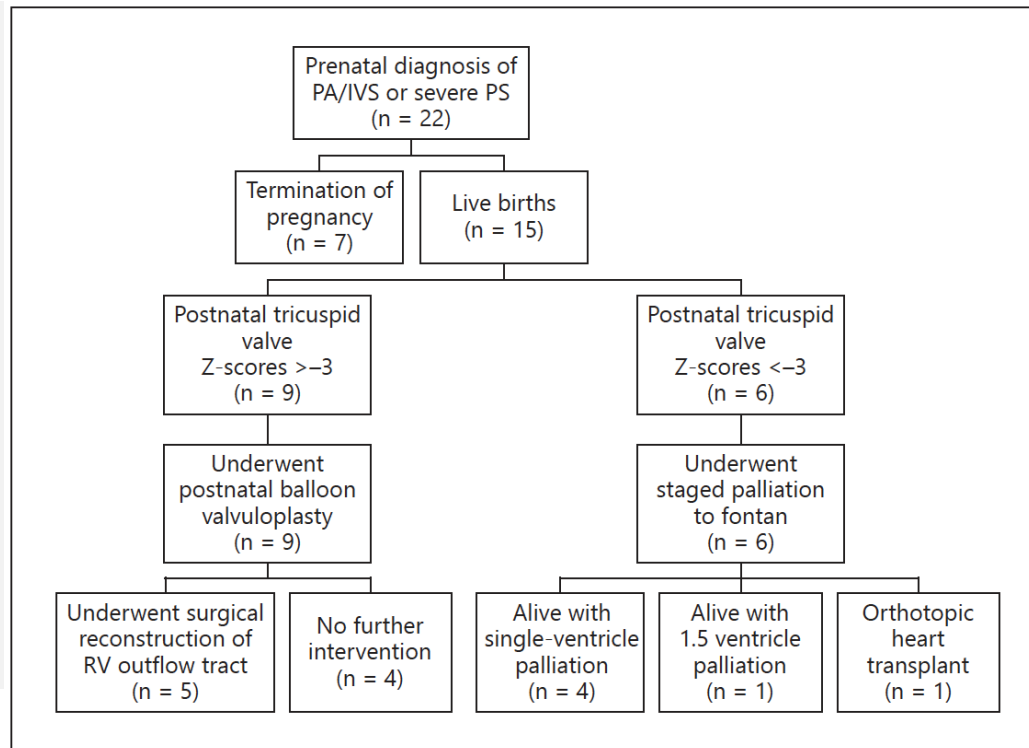 Prenatal diagnosis of
PA/IVS or severe PS
(n = 22)
Termination of
pregnancy
(n = 7)
Live births
(n = 15)
Postnatal tricuspid
valve
Z-scores >–3
(n = 9)
Postnatal tricuspid
valve
Z-scores <–3
(n = 6)
Underwent
postnatal balloon
valvuloplasty
(n = 9)
Underwent
staged palliation
to fontan
(n = 6)
Underwent surgical
reconstruction of
RV outflow tract
(n = 5)
No further
intervention
(n = 4)
Alive with
single-ventricle
palliation
(n = 4)
Alive with
1.5 ventricle
palliation
(n = 1)
Orthotopic
heart
transplant
(n = 1)